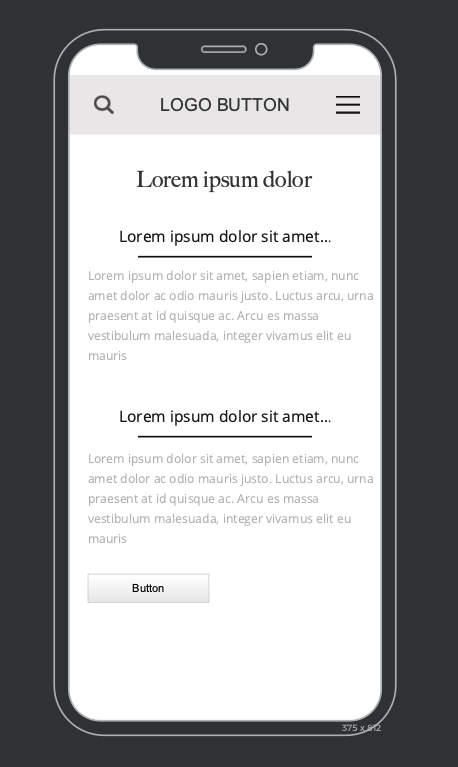 LOGO BUTTON
Lorem ipsum dolor
Lorem ipsum dolor sit amet...
Lorem ipsum dolor sit amet, sapien etiam, nunc
amet dolor ac odio mauris justo. Luctus arcu, urna
praesent at id quisque ac. Arcu es massa
vestibulum malesuada, integer vivamus elit eu
mauris
Lorem ipsum dolor sit amet...
Lorem ipsum dolor sit amet, sapien etiam, nunc
amet dolor ac odio mauris justo. Luctus arcu, urna
praesent at id quisque ac. Arcu es massa
vestibulum malesuada, integer vivamus elit eu
mauris
Button
375 x 812